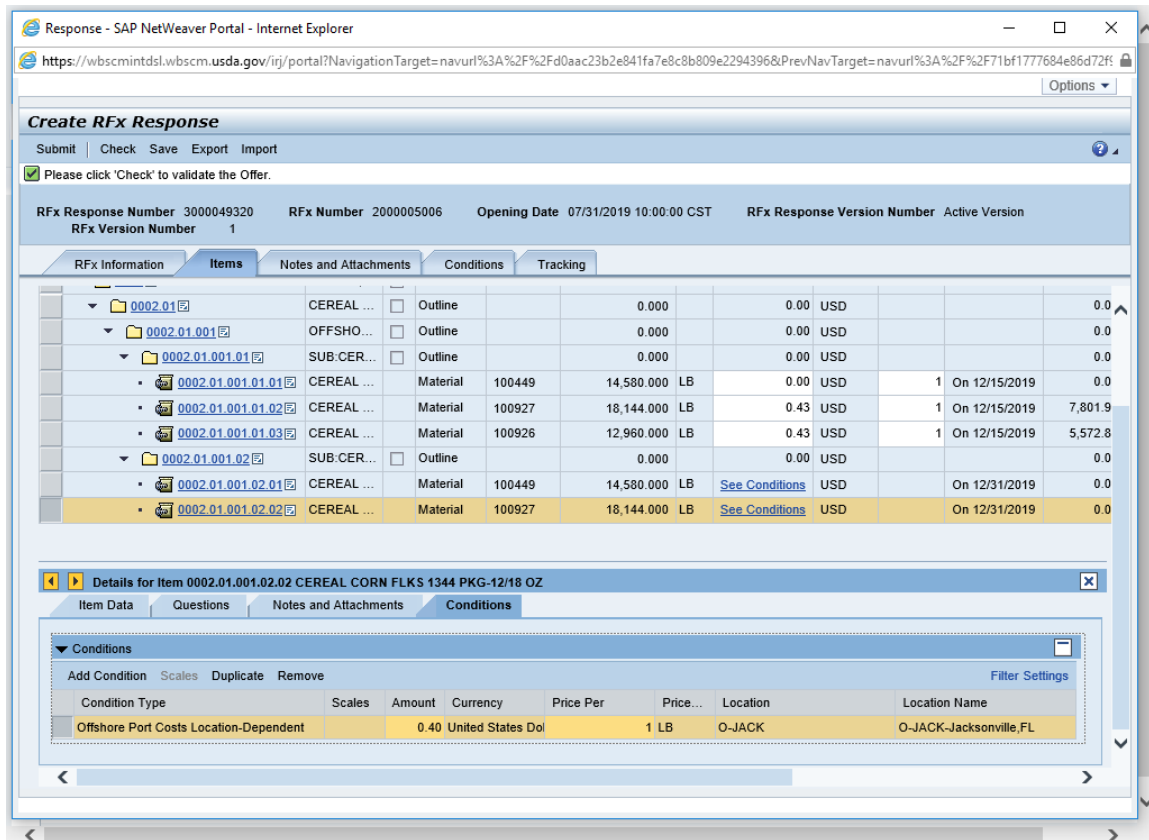 Response - SAP NetWeaver Portal - Internet Explorer
https://wbscmintdsl.wbscm.usda.gov/irj/portal?NavigationTarget=navurl%3A%2F%2Fd0aac23b2e841fa7e8c8b809e2294396&PrevNavTarget=navurl%3A%2F%2F71bf1777684e86d72f9
Options
Create RFx Response
Submit Check Save Export Import
Please click 'Check' to validate the Offer.
RFx Response Number 3000049320 RFx Number 2000005006 Opening Date 07/31/2019 10:00:00 CST RFx Response Version Number Active Version
RFx Version Number 1
RFx Information Items Notes and Attachments Conditions Tracking
0002.01 CEREAL ... Outline 0.000 0.00 USD 0.0
0002.01.001 OFFSHO... Outline 0.000 0.00 USD 0.0
0002.01.001.01 SUB:CER... Outline 0.000 0.00 USD 0.0
0002.01.001.01.01 CEREAL ... Material 100449 14,580.000 LB 0.00 USD 1 On 12/15/2019 0.0
0002.01.001.01.02 CEREAL ... Material 100927 18,144.000 LB 0.43 USD 1 On 12/15/2019 7,801.9
0002.01.001.01.03 CEREAL ... Material 100926 12,960.000 LB 0.43 USD 1 On 12/15/2019 5,572.8
0002.01.001.02 SUB:CER... Outline 0.000 0.00 USD 0.0
0002.01.001.02.01 CEREAL ... Material 100449 14,580.000 LB See Conditions USD On 12/31/2019 0.0
0002.01.001.02.02 CEREAL ... Material 100927 18,144.000 LB See Conditions USD On 12/31/2019 0.0
Details for Item 0002.01.001.02.02 CEREAL CORN FLKS 1344 PKG-12/18 OZ
Item Data Questions Notes and Attachments Conditions
Conditions
Add Condition Scales Duplicate Remove Filter Settings
Condition Type Scales Amount Currency Price Per Price... Location Location Name
Offshore Port Costs Location-Dependent 0.40 United States Dol 1 LB O-JACK O-JACK-Jacksonville,FL